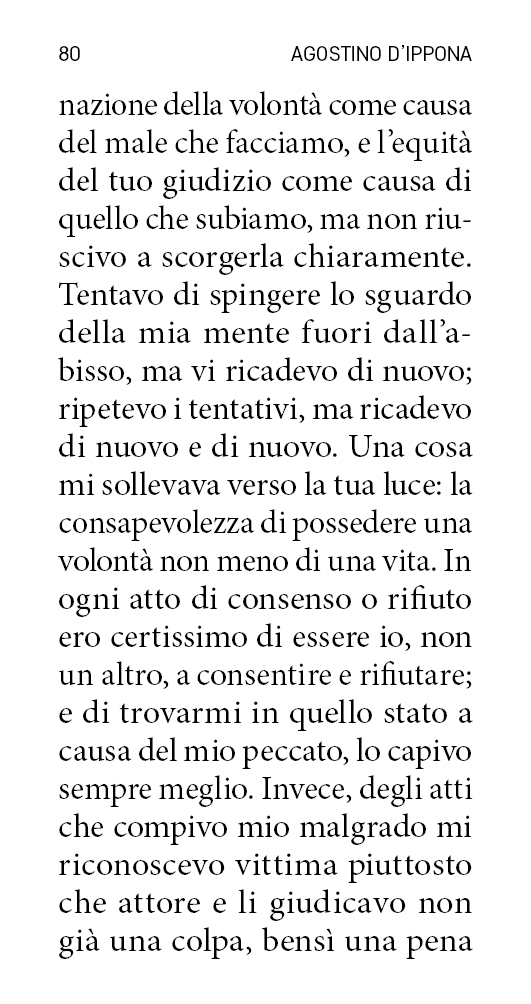 80 AGOSTINO D'IPPONA
nazione della volontà come causa
del male che facciamo, e l'equità
del tuo giudizio come causa di
quello che subiamo, ma non riu-
scivo a scorgerla chiaramente.
Tentavo di spingere lo sguardo
della mia mente fuori dall'a-
bisso, ma vi ricadevo di nuovo;
ripetevo i tentativi, ma ricadevo
di nuovo e di nuovo. Una cosa
mi sollevava verso la tua luce: la
consapevolezza di possedere una
volontà non meno di una vita. In
ogni atto di consenso o rifiuto
ero certissimo di essere io, non
un altro, a consentire e rifiutare;
e di trovarmi in quello stato a
causa del mio peccato, lo capivo
sempre meglio. Invece, degli atti
che compivo mio malgrado mi
riconoscevo vittima piuttosto
che attore e li giudicavo non
già una colpa, bensì una pena